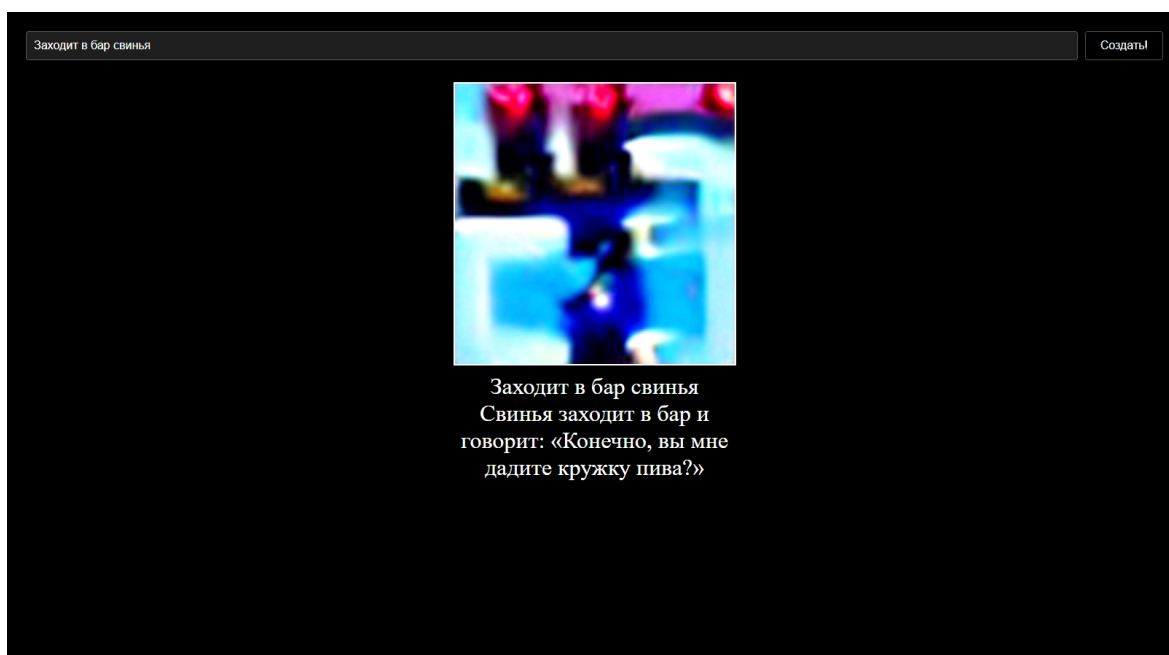 Заходит в бар свинья
Создать!
Заходит в бар свинья
Свинья заходит в бар и
говорит: «Конечно, вы мне
дадите кружку пива?»